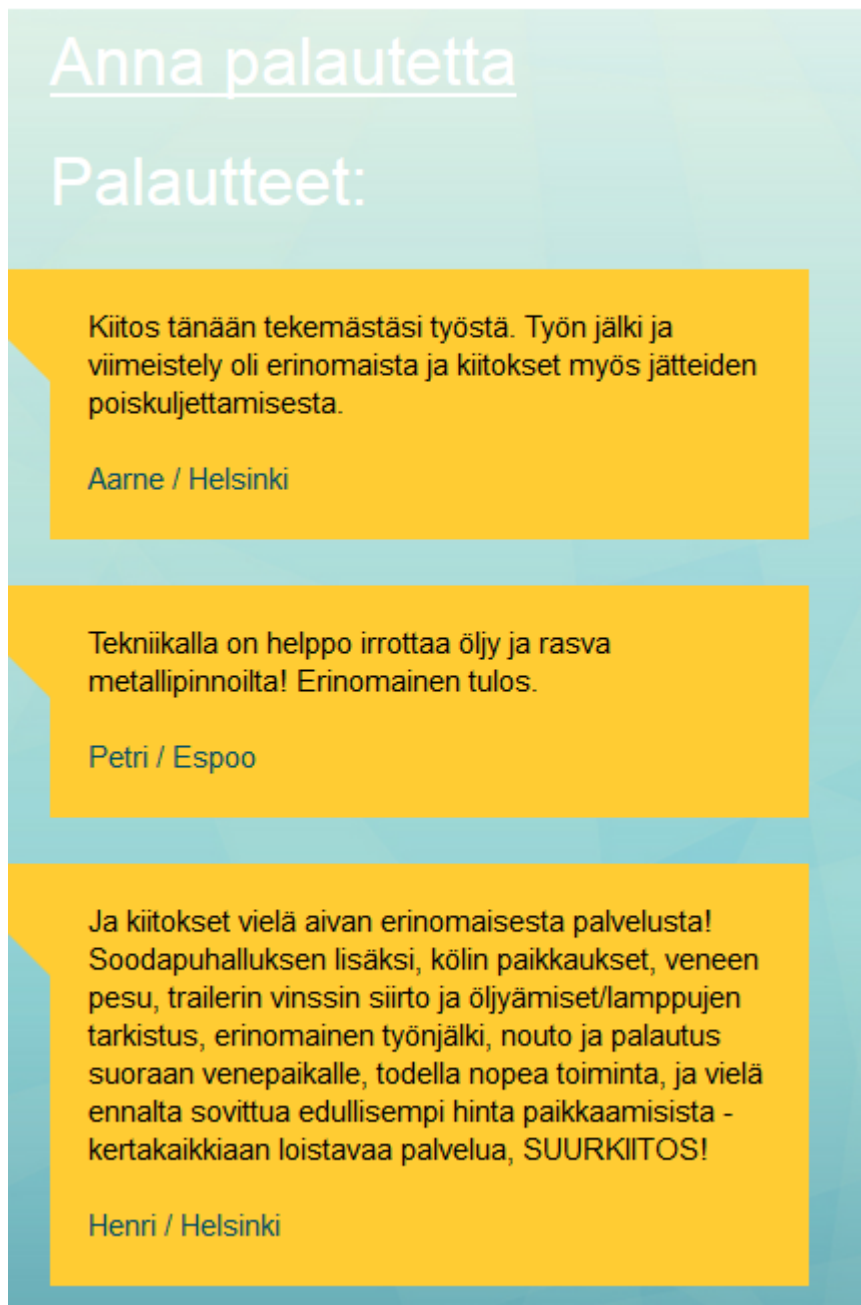 Anna palautetta
Palautteet:
Kiitos tänään tekemästäsi työstä. Työn jälki ja
viimeistely oli erinomaista ja kiitokset myös jätteiden
poiskuljettamisesta.
Aarne / Helsinki
Tekniikalla on helppo irrottaa öljy ja rasva
metallipinnoilta! Erinomainen tulos.
Petri / Espoo
Ja kiitokset vielä aivan erinomaisesta palvelusta!
Soodapuhalluksen lisäksi, kölin paikkaukset, veneen
pesu, trailerin vinssin siirto ja öljyämiset/lamppujen
tarkistus, erinomainen työnjälki, nouto ja palautus
suoraan venepaikalle, todella nopea toiminta, ja vielä
ennalta sovittua edullisempi hinta paikkaamisista -
kertakaikkiaan loistavaa palvelua, SUURKIITOS!
Henri / Helsinki